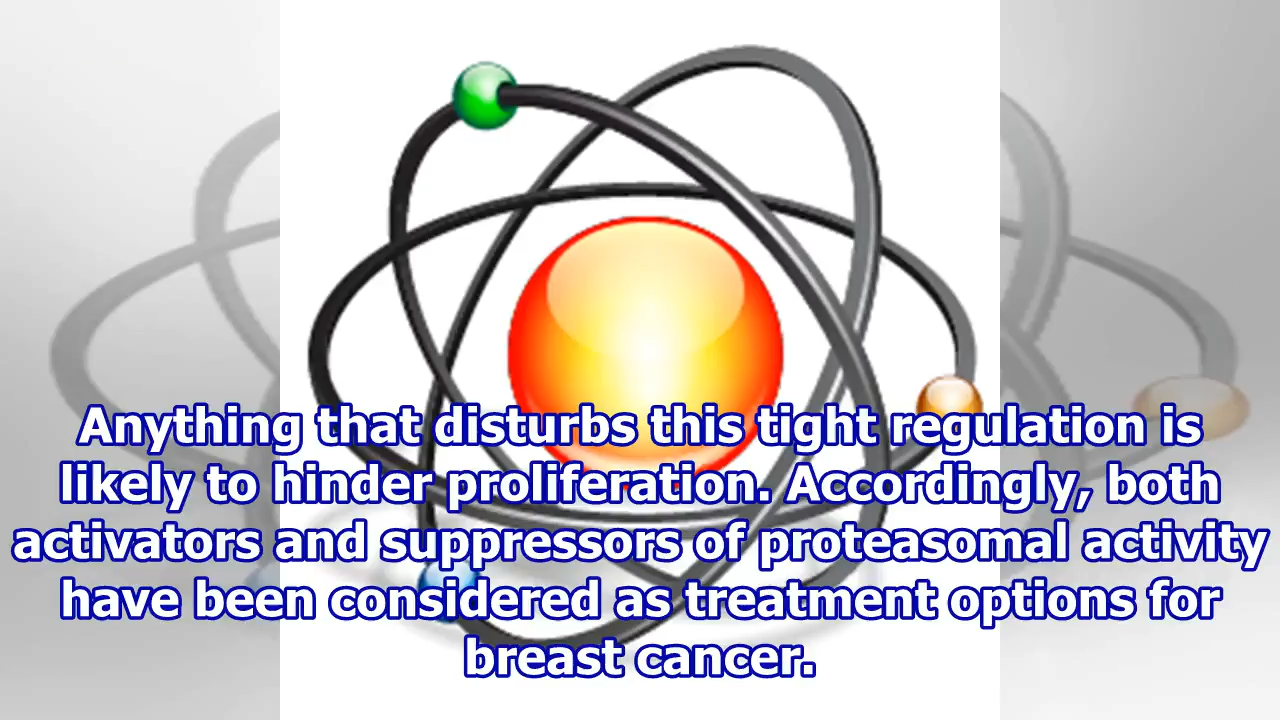 Anything that disturbs this tight regulation is
likely to hinder proliferation. Accordingly, both
activators and suppressors of proteasomal activity
have been considered as treatment options for
breast cancer.